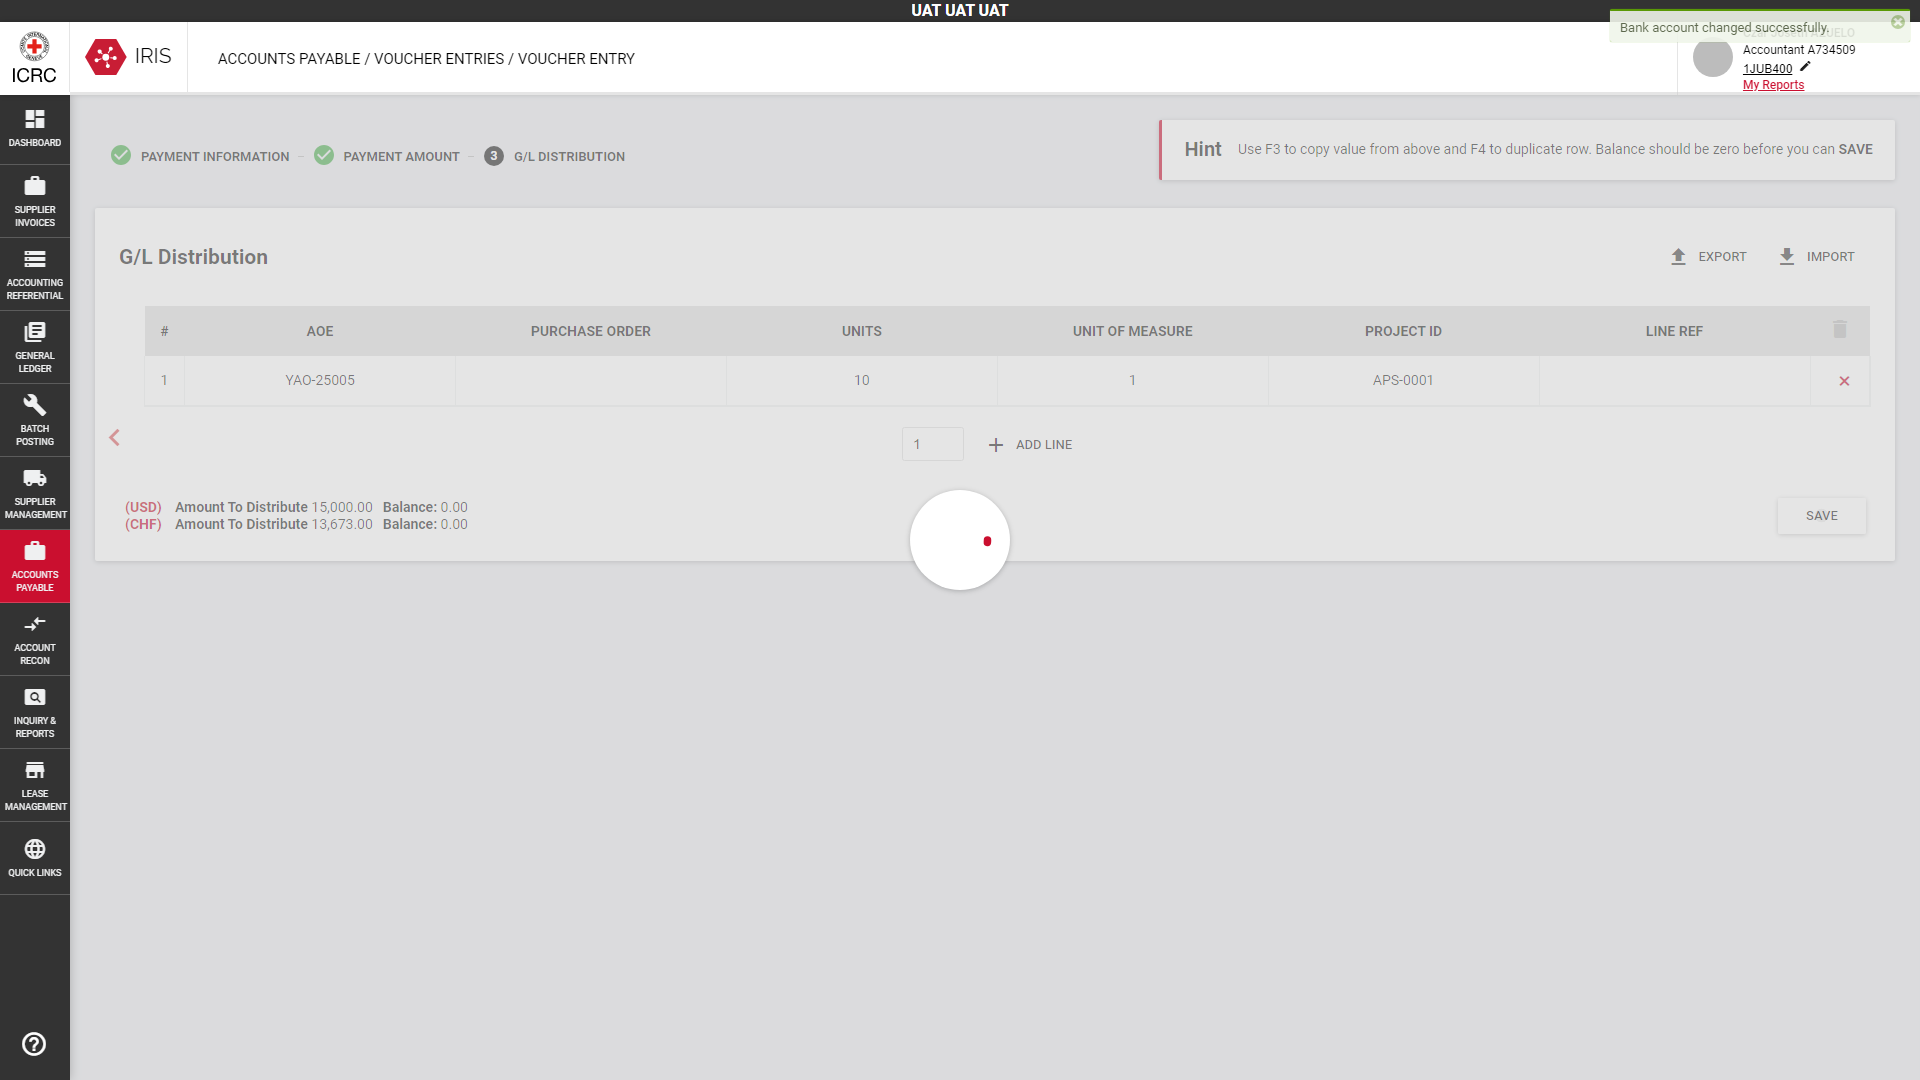 UAT UAT UAT
Bank account changed successfully.
ICRC
IRIS
ACCOUNTS PAYABLE / VOUCHER ENTRIES / VOUCHER ENTRY
Accountant A734509
1JUB400
My Reports
DASHBOARD
SUPPLIER
INVOICES
ACCOUNTING
REFERENTIAL
GENERAL
LEDGER
BATCH
POSTING
SUPPLIER
MANAGEMENT
ACCOUNTS
PAYABLE
ACCOUNT
RECON
INQUIRY &
REPORTS
LEASE
MANAGEMENT
QUICK LINKS
PAYMENT INFORMATION
PAYMENT AMOUNT
3 G/L DISTRIBUTION
Hint Use F3 to copy value from above and F4 to duplicate row. Balance should be zero before you can SAVE
G/L Distribution
EXPORT IMPORT
# AOE PURCHASE ORDER UNITS UNIT OF MEASURE PROJECT ID LINE REF
1 YAO-25005 10 1 APS-0001
1 ADD LINE
(USD) Amount To Distribute 15,000.00 Balance: 0.00
(CHF) Amount To Distribute 13,673.00 Balance: 0.00
SAVE